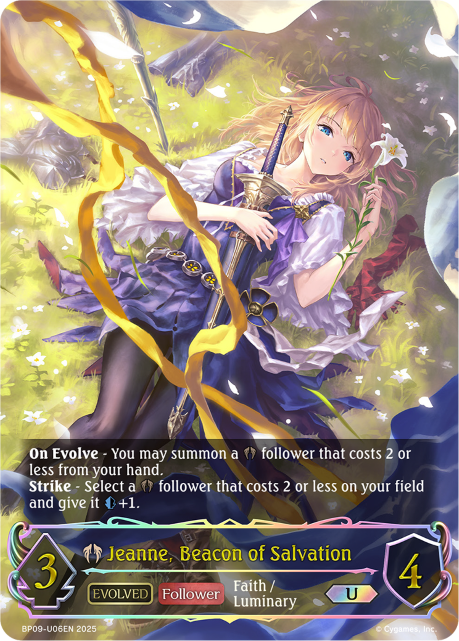 On Evolve - You may summon a follower that costs 2 or
less from your hand.
Strike - Select a follower that costs 2 or less on your field
and give it +1.
Jeanne, Beacon of Salvation
3
4
EVOLVED
Follower
Faith /
Luminary
U
BP09-U06EN 2025
© Cygames, Inc.